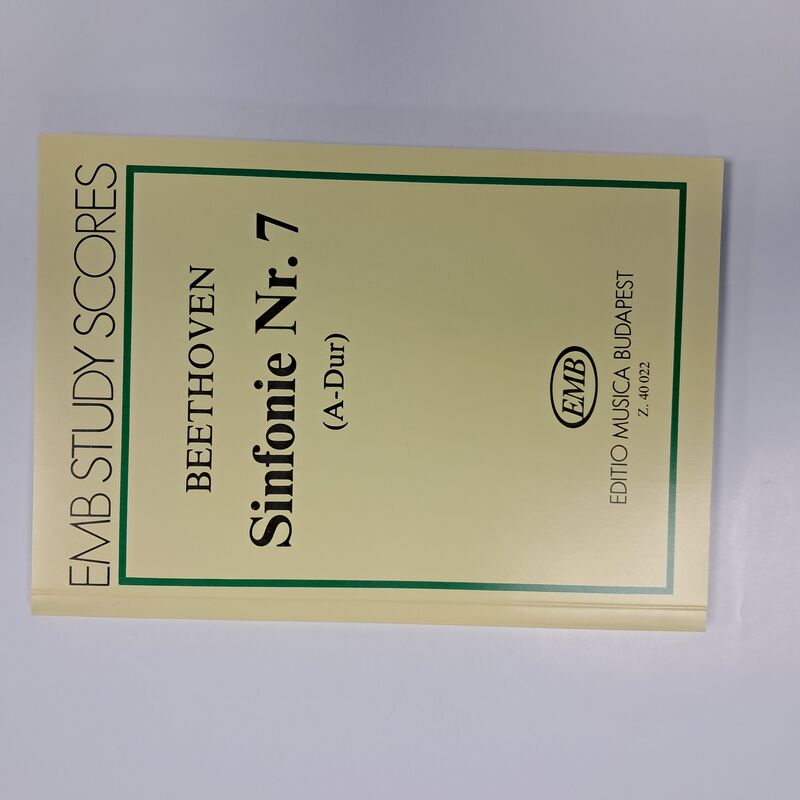 EMB STUDY SCORES
BEETHOVEN
Sinfonie Nr. 7
(A-Dur)
EMB
EDITIO MUSICA BUDAPEST
Z. 40 022